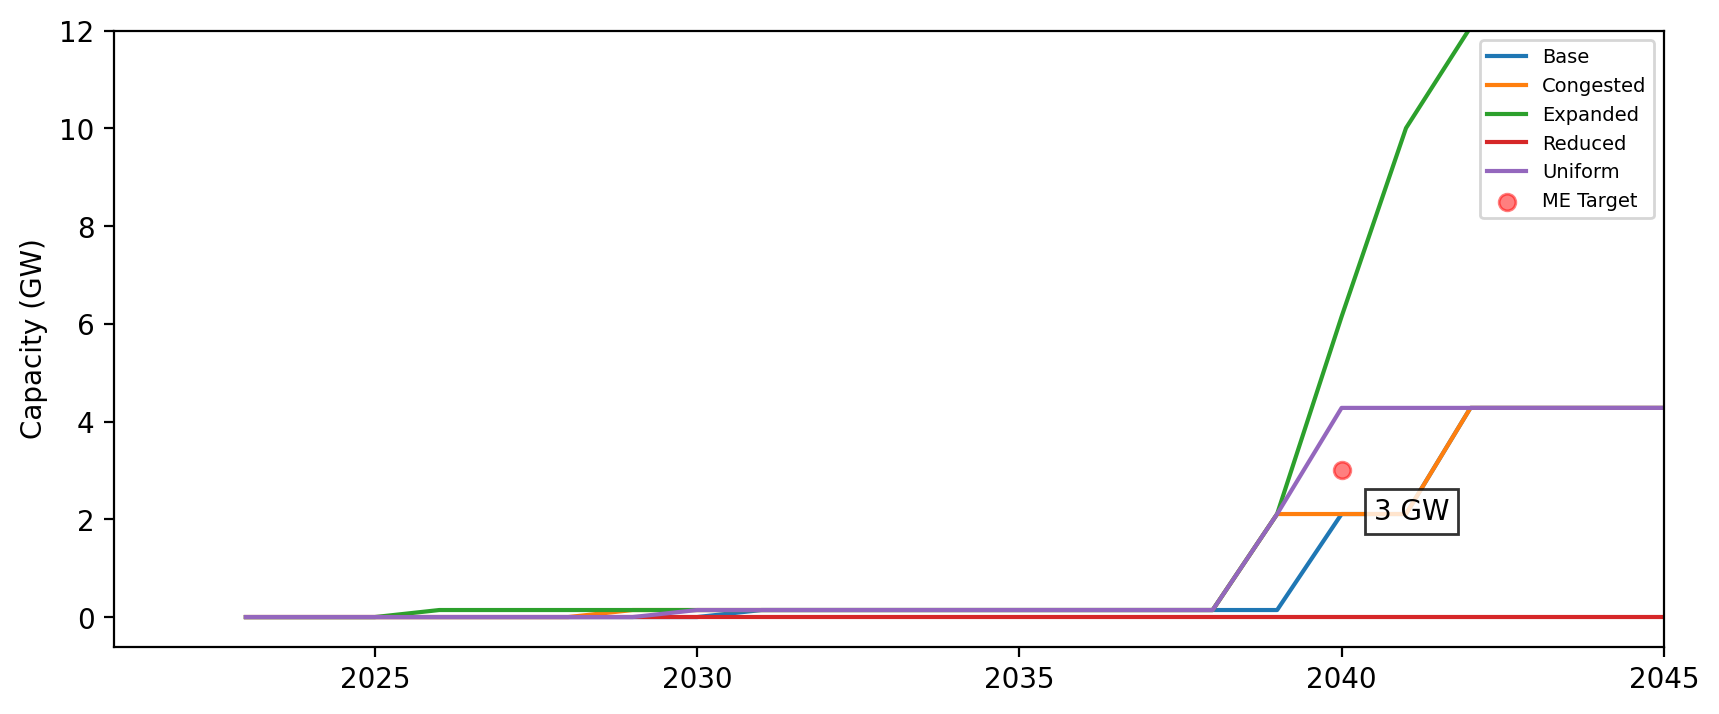 Capacity (GW)
12
10
8
6
4
2
0
2025
2030
2035
2040
2045
Base
Congested
Expanded
Reduced
Uniform
ME Target
3 GW